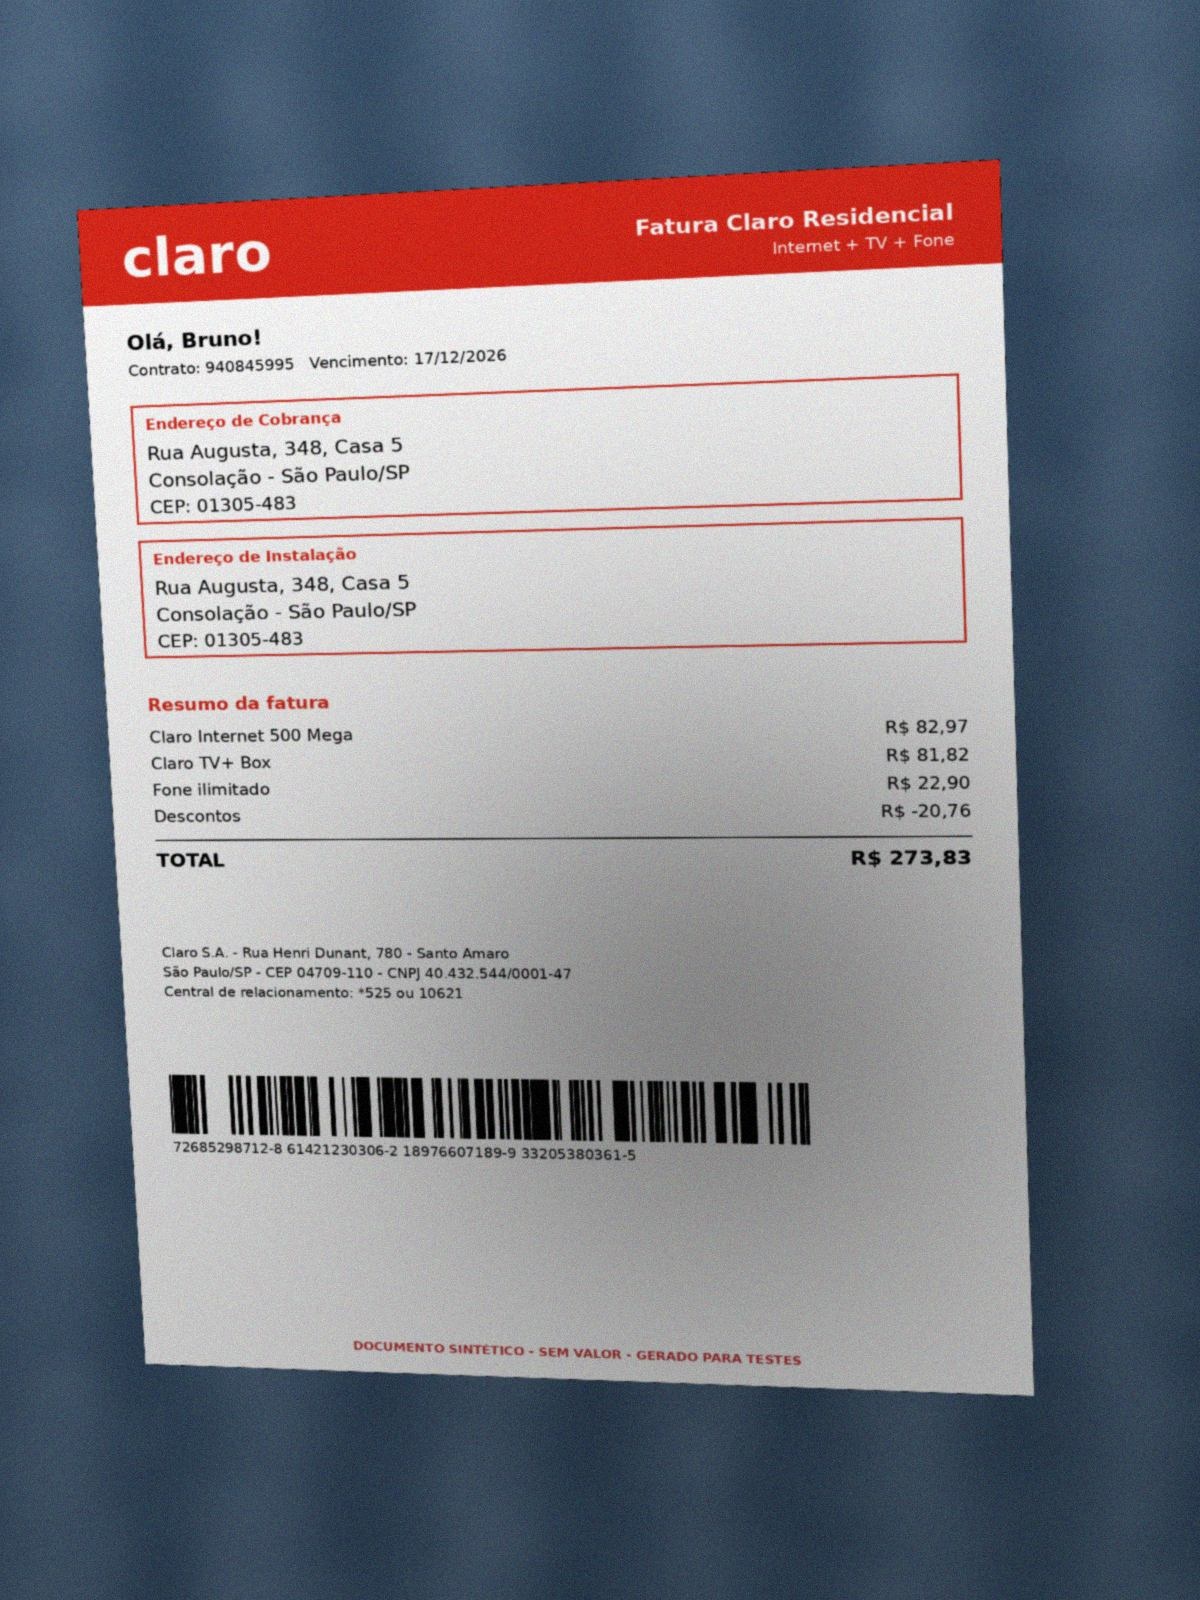 claro
Fatura Claro Residencial
Internet + TV + Fone
Olá, Bruno!
Contrato: 940845995 Vencimento: 17/12/2026
Endereço de Cobrança
Rua Augusta, 348, Casa 5
Consolação - São Paulo/SP
CEP: 01305-483
Endereço de Instalação
Rua Augusta, 348, Casa 5
Consolação - São Paulo/SP
CEP: 01305-483
Resumo da fatura
Claro Internet 500 Mega R$ 82,97
Claro TV+ Box R$ 81,82
Fone ilimitado R$ 22,90
Descontos R$ -20,76
TOTAL R$ 273,83
Claro S.A. - Rua Henri Dunant, 780 - Santo Amaro
São Paulo/SP - CEP 04709-110 - CNPJ 40.432.544/0001-47
Central de relacionamento: *525 ou 10621
72685298712-8 61421230306-2 18976607189-9 33205380361-5
DOCUMENTO SINTÉTICO - SEM VALOR - GERADO PARA TESTES